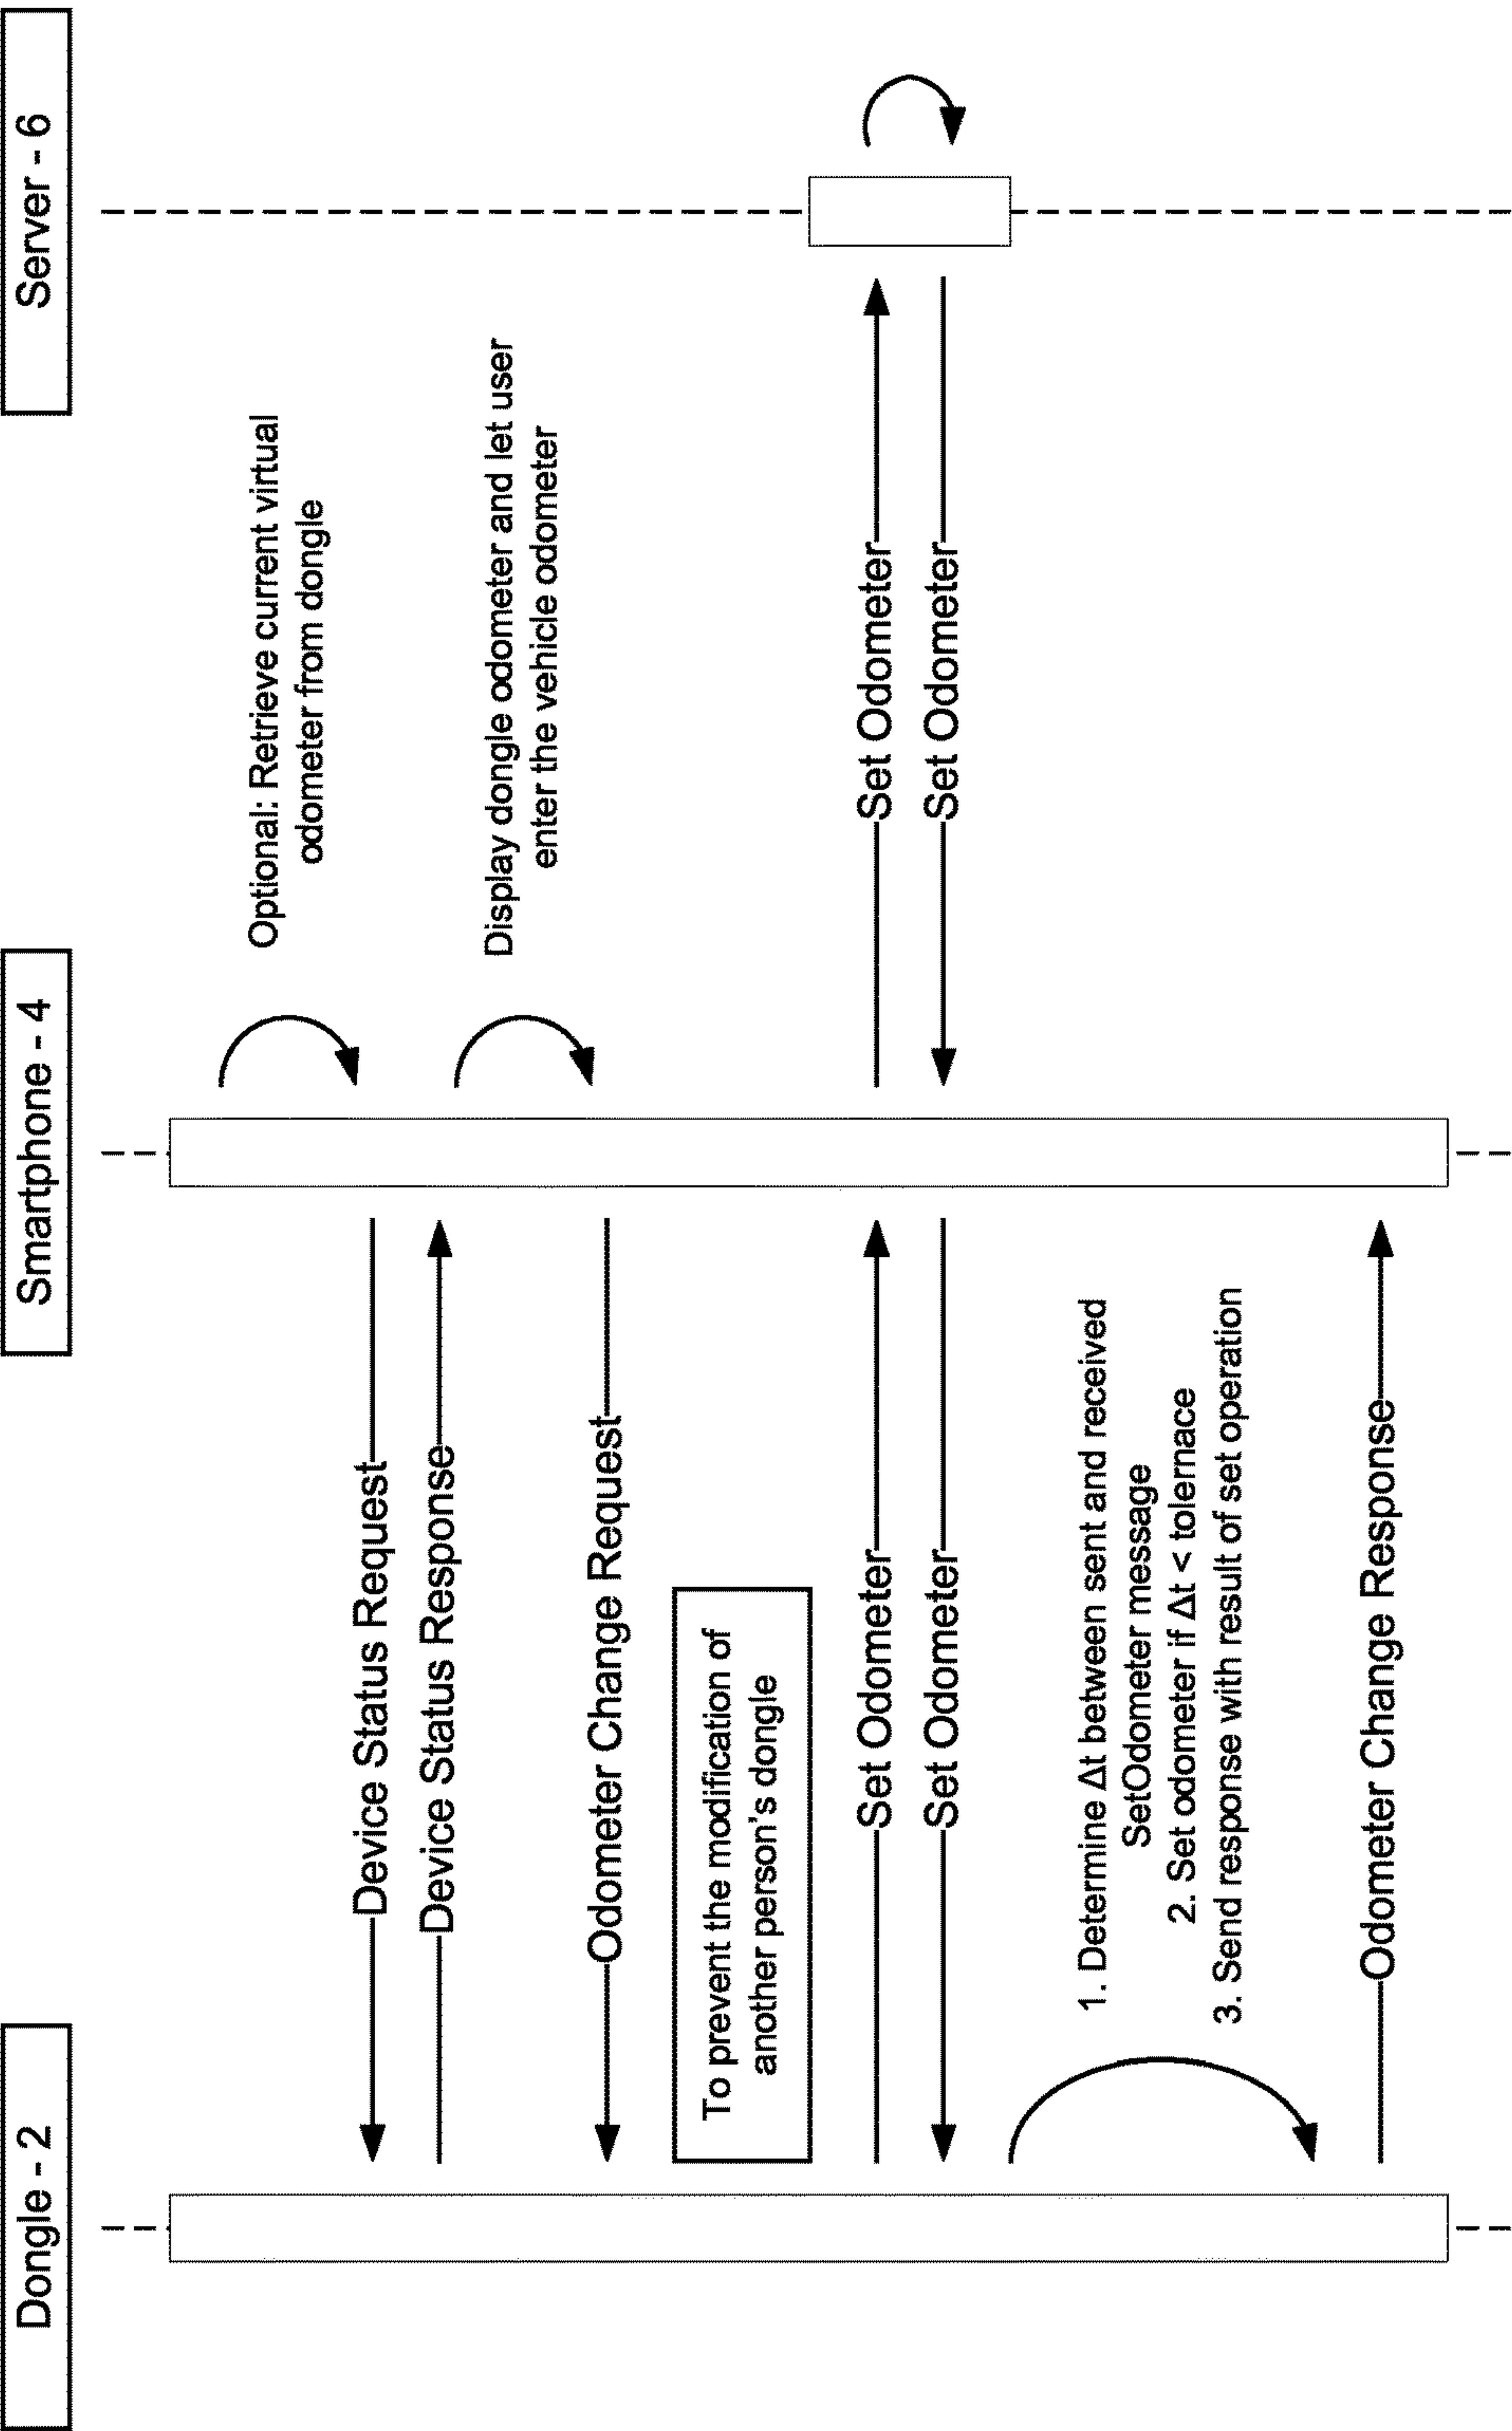 Dongle - 2
Smartphone - 4
Server - 6
Optional: Retrieve current virtual
odometer from dongle
Device Status Request
Device Status Response
Display dongle odometer and let user
enter the vehicle odometer
Odometer Change Request
To prevent the modification of
another person's dongle
Set Odometer
Set Odometer
Set Odometer
Set Odometer
1. Determine Δt between sent and received
SetOdometer message
2. Set odometer if Δt < tolernace
3. Send response with result of set operation
Odometer Change Response